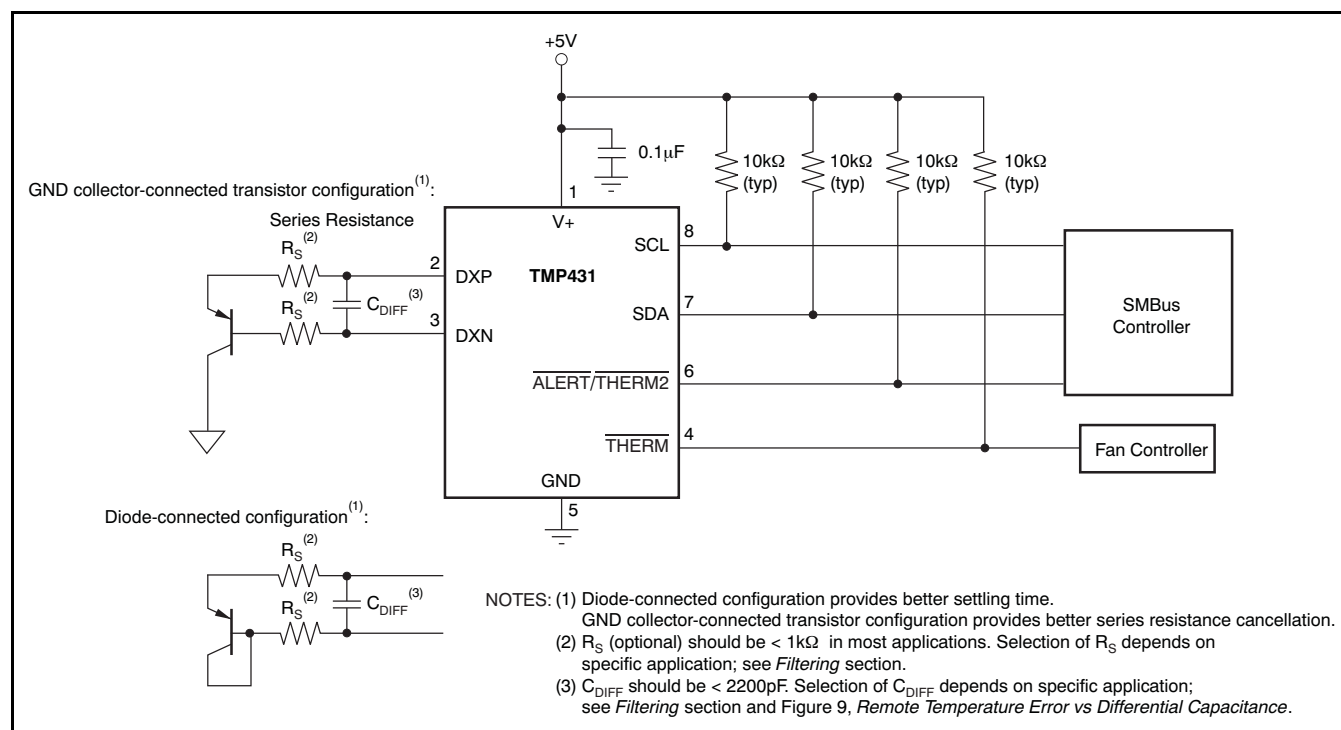 +5V
0.1μF
10kΩ
(typ)
10kΩ
(typ)
10kΩ
(typ)
10kΩ
(typ)
GND collector-connected transistor configuration(1):
Series Resistance
RS(2)
RS(2)
CDIFF(3)
1
V+
2
DXP
3
DXN
TMP431
SCL
8
SDA
7
ALERT/THERM2
6
THERM
4
GND
5
SMBus
Controller
Fan Controller
Diode-connected configuration(1):
RS(2)
RS(2)
CDIFF(3)
NOTES: (1) Diode-connected configuration provides better settling time.
GND collector-connected transistor configuration provides better series resistance cancellation.
(2) RS (optional) should be < 1kΩ in most applications. Selection of RS depends on
specific application; see Filtering section.
(3) CDIFF should be < 2200pF. Selection of CDIFF depends on specific application;
see Filtering section and Figure 9, Remote Temperature Error vs Differential Capacitance.